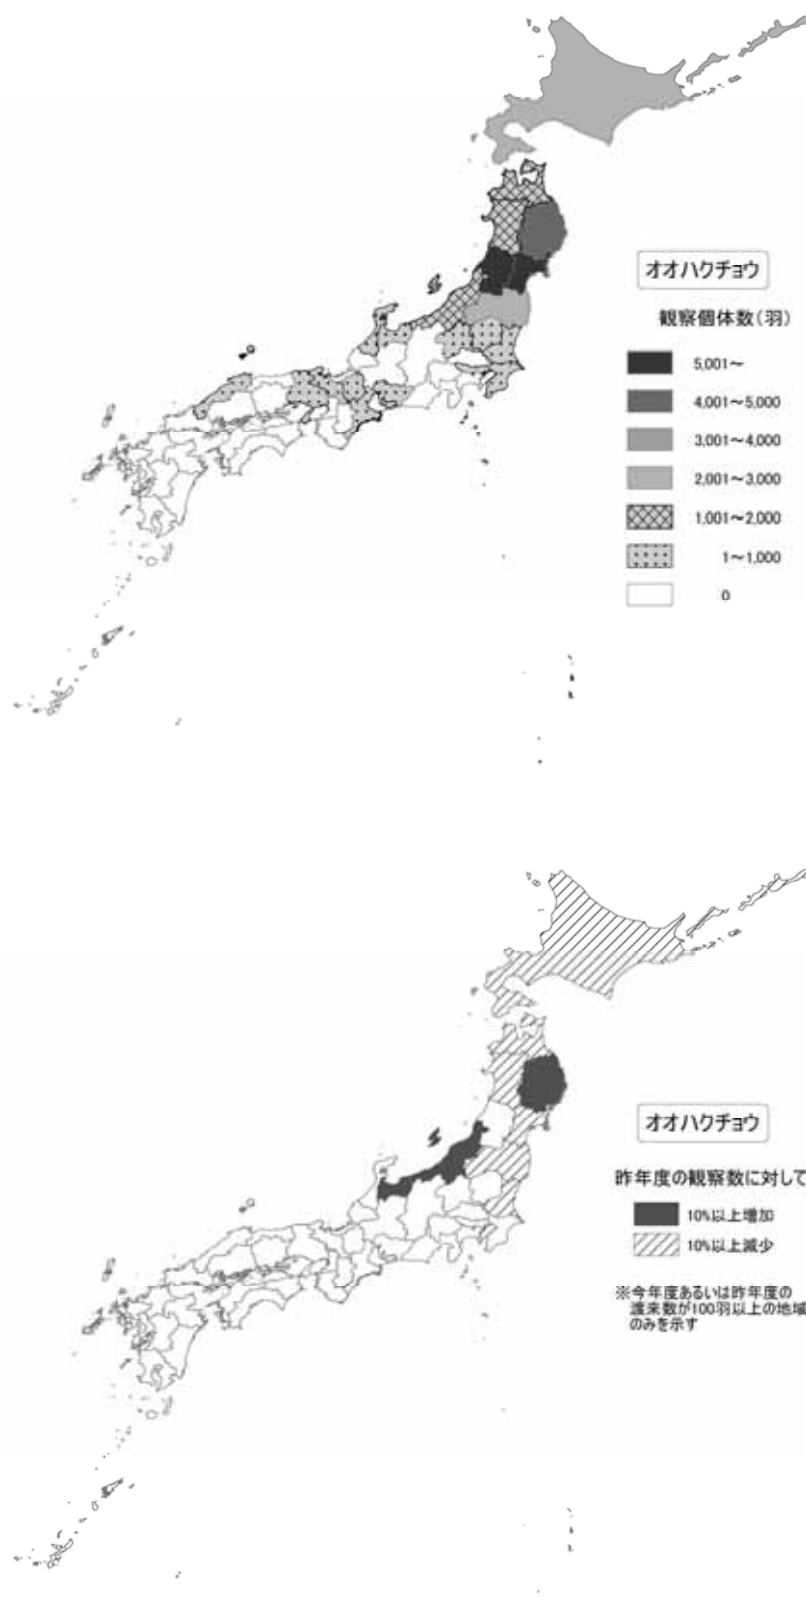 オオハクチョウ
観察個体数(羽)
5,001~
4,001~5,000
3,001~4,000
2,001~3,000
1,001~2,000
1~1,000
0
オオハクチョウ
昨年度の観察数に対して
10%以上増加
10%以上減少
※今年度あるいは昨年度の
渡来数が100羽以上の地域
のみを示す